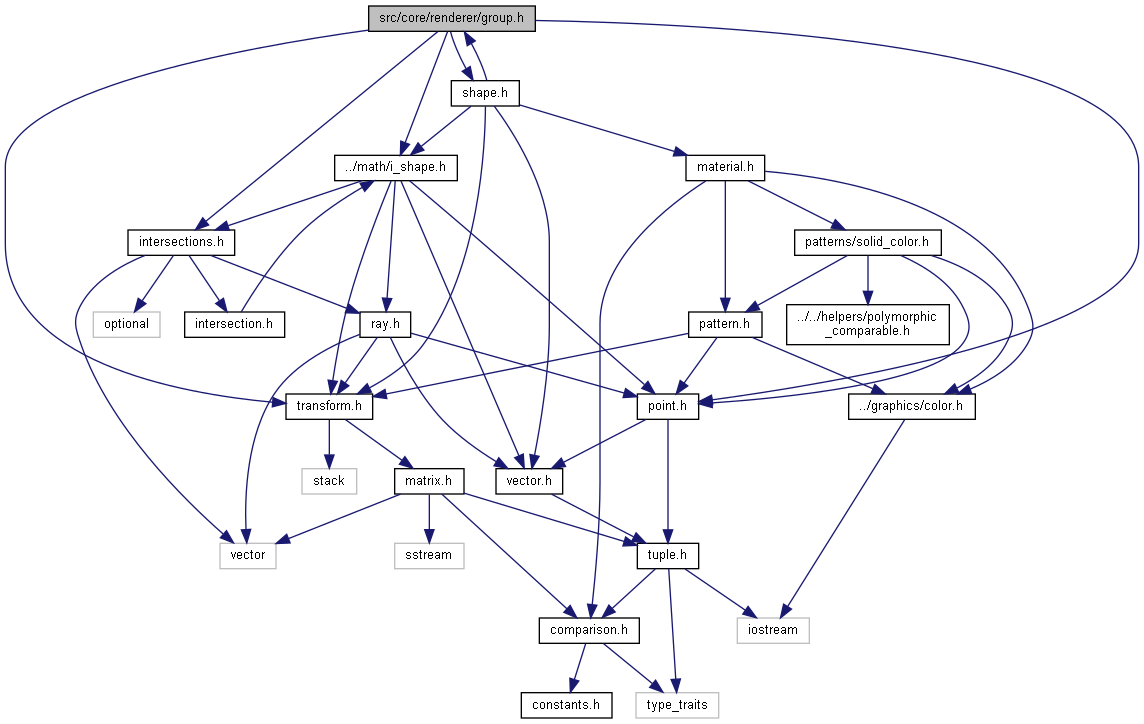 src/core/renderer/group.h
shape.h
../math/i_shape.h
material.h
intersections.h
patterns/solid_color.h
optional
intersection.h
ray.h
pattern.h
../../helpers/polymorphic
_comparable.h
transform.h
point.h
../graphics/color.h
stack
matrix.h
vector.h
vector
sstream
tuple.h
comparison.h
iostream
constants.h
type_traits